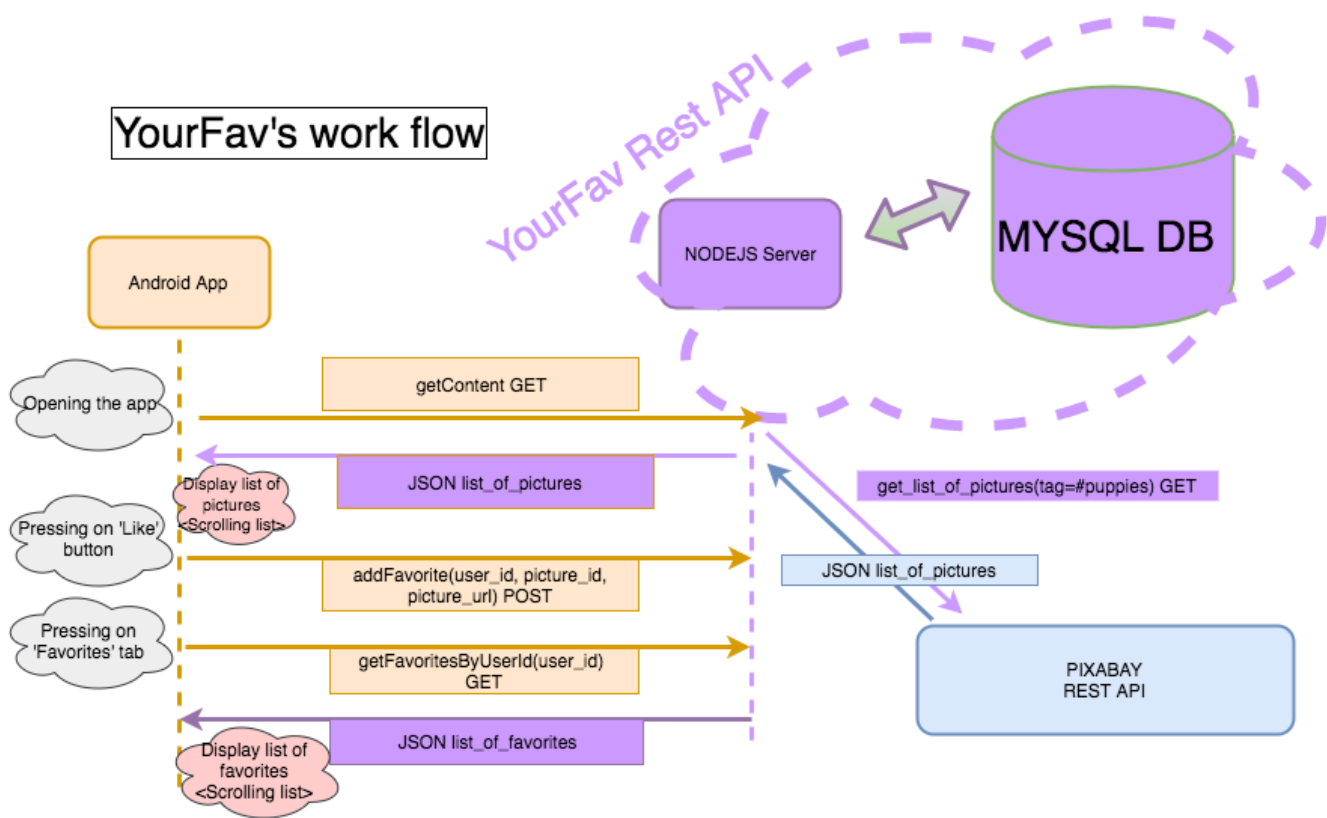 YourFav's work flow
YourFav Rest API
NODEJS Server
MYSQL DB
Android App
Opening the app
getContent GET
JSON list_of_pictures
Display list of
pictures
<Scrolling list>
get_list_of_pictures(tag=#puppies) GET
JSON list_of_pictures
Pressing on 'Like'
button
addFavorite(user_id, picture_id,
picture_url) POST
Pressing on
'Favorites' tab
getFavoritesByUserId(user_id)
GET
PIXABAY
REST API
JSON list_of_favorites
Display list of
favorites
<Scrolling list>